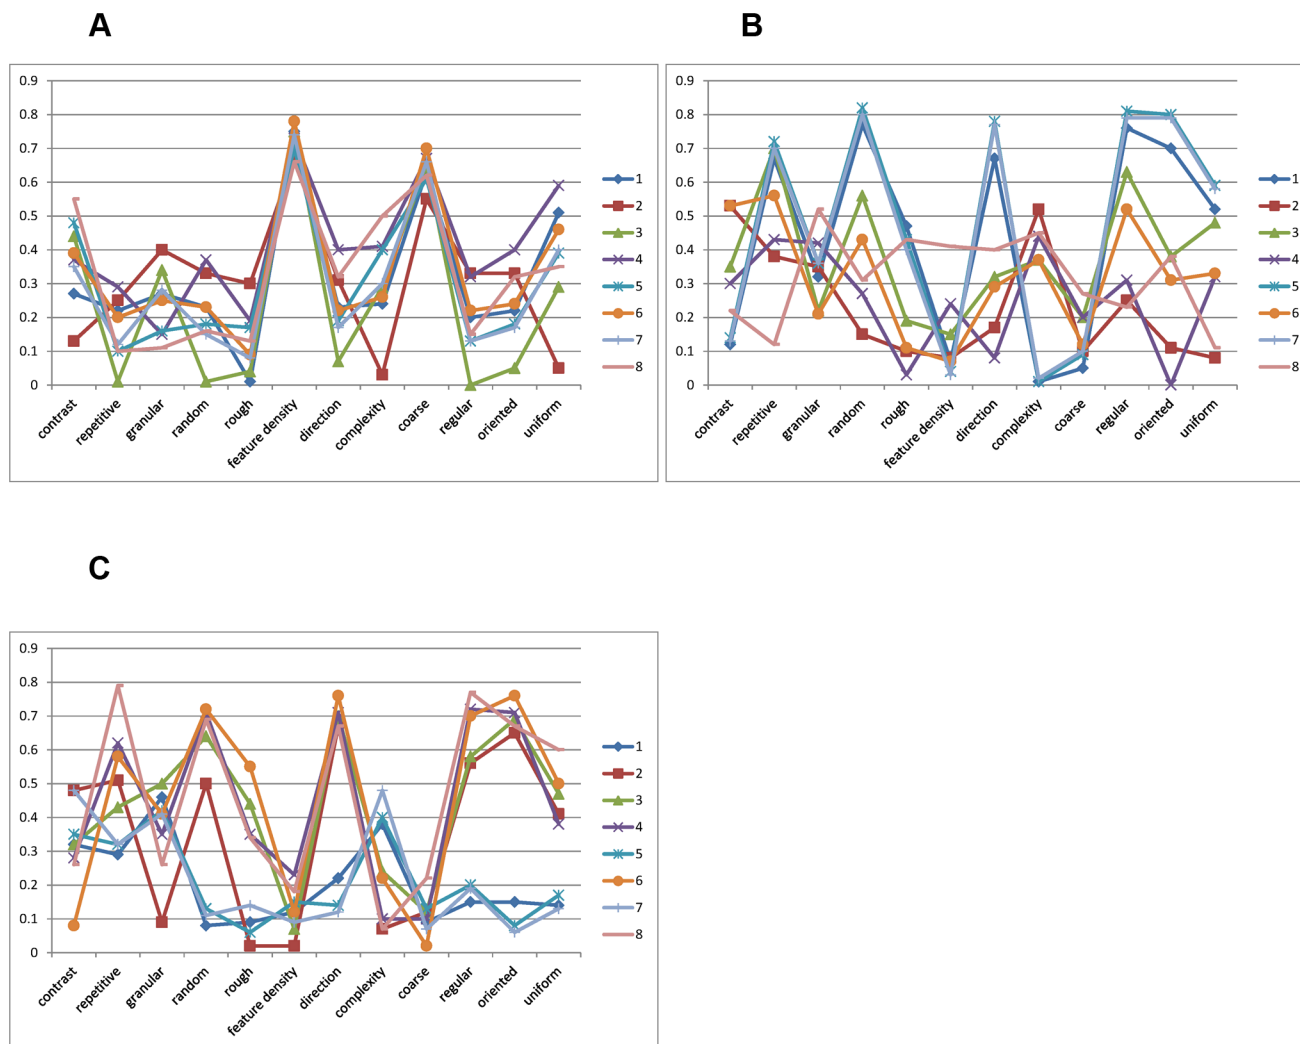 A
0.9
0.8
0.7
0.6
0.5
0.4
0.3
0.2
0.1
0
contrast
repetitive
granular
random
rough
feature density
direction
complexity
coarse
regular
oriented
uniform
1
2
3
4
5
6
7
8
B
0.9
0.8
0.7
0.6
0.5
0.4
0.3
0.2
0.1
0
contrast
repetitive
granular
random
rough
feature density
direction
complexity
coarse
regular
oriented
uniform
1
2
3
4
5
6
7
8
C
0.9
0.8
0.7
0.6
0.5
0.4
0.3
0.2
0.1
0
contrast
repetitive
granular
random
rough
feature density
direction
complexity
coarse
regular
oriented
uniform
1
2
3
4
5
6
7
8